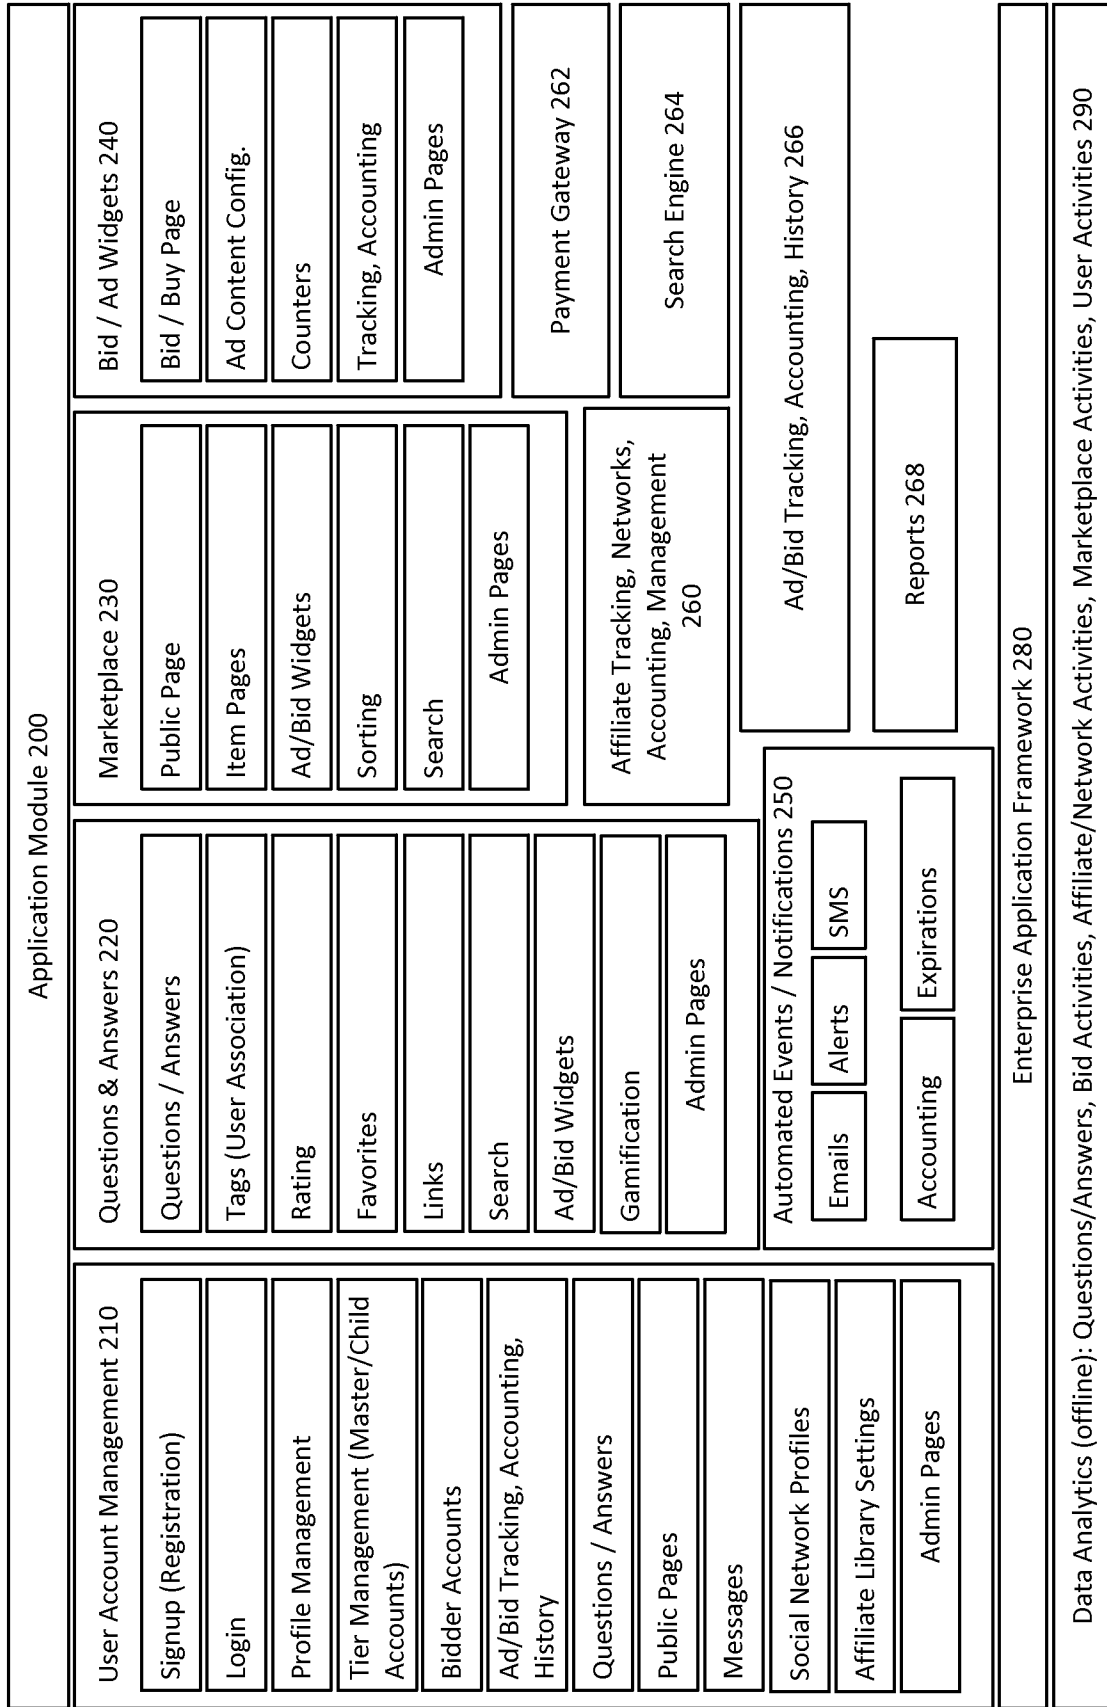 Application Module 200
User Account Management 210
Signup (Registration)
Login
Profile Management
Tier Management (Master/Child
Accounts)
Bidder Accounts
Ad/Bid Tracking, Accounting,
History
Questions / Answers
Public Pages
Messages
Social Network Profiles
Affiliate Library Settings
Admin Pages
Questions & Answers 220
Questions / Answers
Tags (User Association)
Rating
Favorites
Links
Search
Ad/Bid Widgets
Gamification
Admin Pages
Automated Events / Notifications 250
Emails
Alerts
SMS
Accounting
Expirations
Marketplace 230
Public Page
Item Pages
Ad/Bid Widgets
Sorting
Search
Admin Pages
Affiliate Tracking, Networks,
Accounting, Management
260
Bid / Ad Widgets 240
Bid / Buy Page
Ad Content Config.
Counters
Tracking, Accounting
Admin Pages
Payment Gateway 262
Search Engine 264
Ad/Bid Tracking, Accounting, History 266
Reports 268
Enterprise Application Framework 280
Data Analytics (offline): Questions/Answers, Bid Activities, Affiliate/Network Activities, Marketplace Activities, User Activities 290